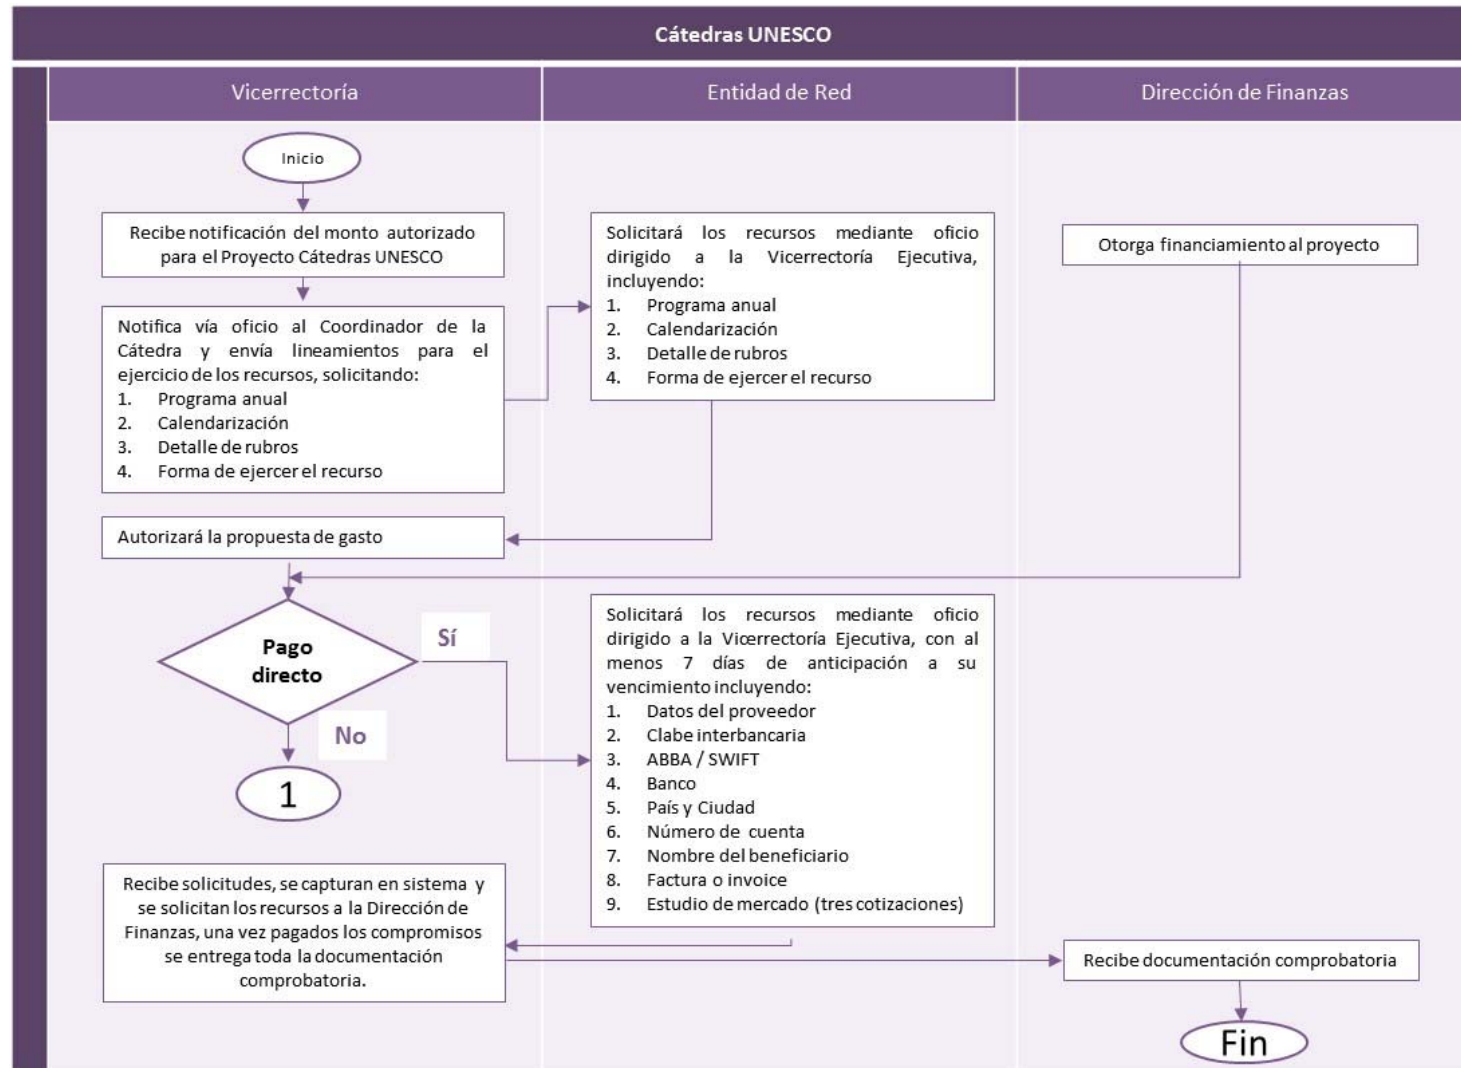 Cátedras UNESCO
Vicerrectoría
Entidad de Red
Dirección de Finanzas
Inicio
Recibe notificación del monto autorizado
para el Proyecto Cátedras UNESCO
Notifica vía oficio al Coordinador de la
Cátedra y envía lineamientos para el
ejercicio de los recursos, solicitando:
1. Programa anual
2. Calendarización
3. Detalle de rubros
4. Forma de ejercer el recurso
Solicitará los recursos mediante oficio
dirigido a la Vicerrectoría Ejecutiva,
incluyendo:
1. Programa anual
2. Calendarización
3. Detalle de rubros
4. Forma de ejercer el recurso
Otorga financiamiento al proyecto
Autorizará la propuesta de gasto
Pago
directo
Sí
No
1
Solicitará los recursos mediante oficio
dirigido a la Vicerrectoría Ejecutiva, con al
menos 7 días de anticipación a su
vencimiento incluyendo:
1. Datos del proveedor
2. Clabe interbancaria
3. ABBA / SWIFT
4. Banco
5. País y Ciudad
6. Número de cuenta
7. Nombre del beneficiario
8. Factura o invoice
9. Estudio de mercado (tres cotizaciones)
Recibe solicitudes, se capturan en sistema y
se solicitan los recursos a la Dirección de
Finanzas, una vez pagados los compromisos
se entrega toda la documentación
comprobatoria.
Recibe documentación comprobatoria
Fin